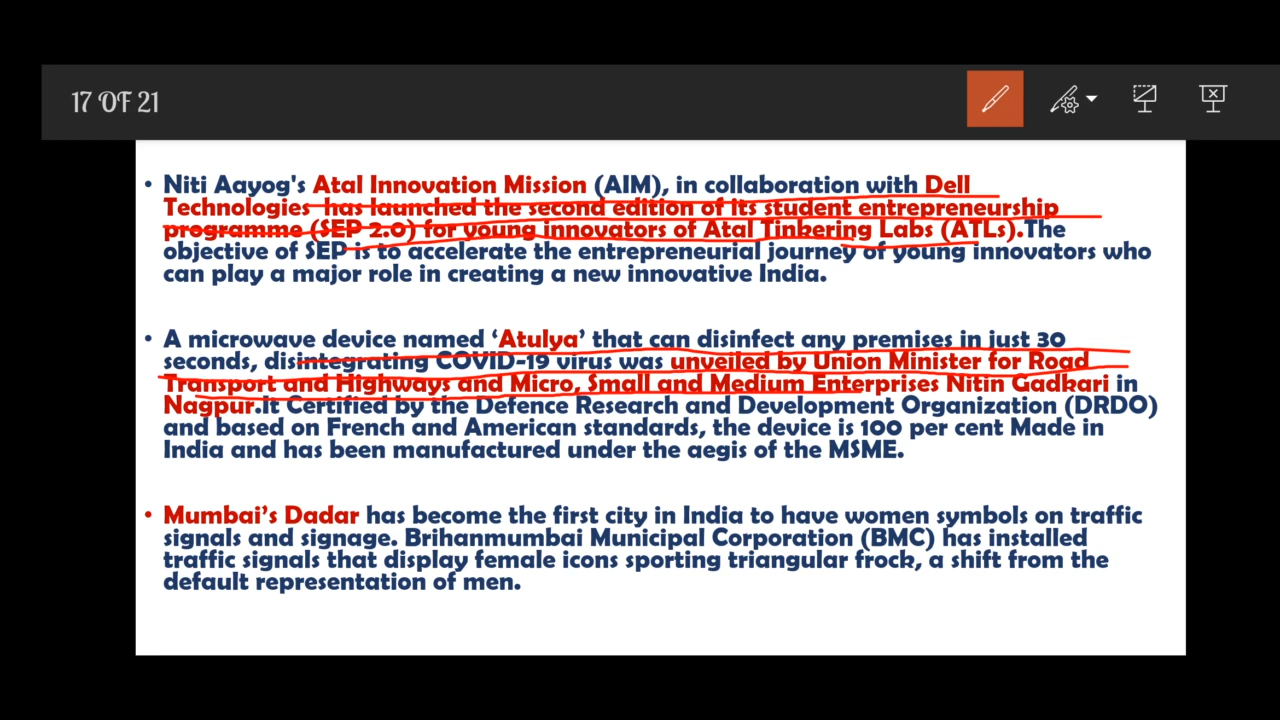 17 OF 21
• Niti Aayog's Atal Innovation Mission (AIM), in collaboration with Dell
Technologies has launched the second edition of its student entrepreneurship
programme (SEP 2.0) for young innovators of Atal Tinkering Labs (ATLs).The
objective of SEP is to accelerate the entrepreneurial journey of young innovators who
can play a major role in creating a new innovative India.
• A microwave device named ‘Atulya’ that can disinfect any premises in just 30
seconds, disintegrating COVID-19 virus was unveiled by Union Minister for Road
Transport and Highways and Micro, Small and Medium Enterprises Nitin Gadkari in
Nagpur.It Certified by the Defence Research and Development Organization (DRDO)
and based on French and American standards, the device is 100 per cent Made in
India and has been manufactured under the aegis of the MSME.
• Mumbai’s Dadar has become the first city in India to have women symbols on traffic
signals and signage. Brihanmumbai Municipal Corporation (BMC) has installed
traffic signals that display female icons sporting triangular frock, a shift from the
default representation of men.